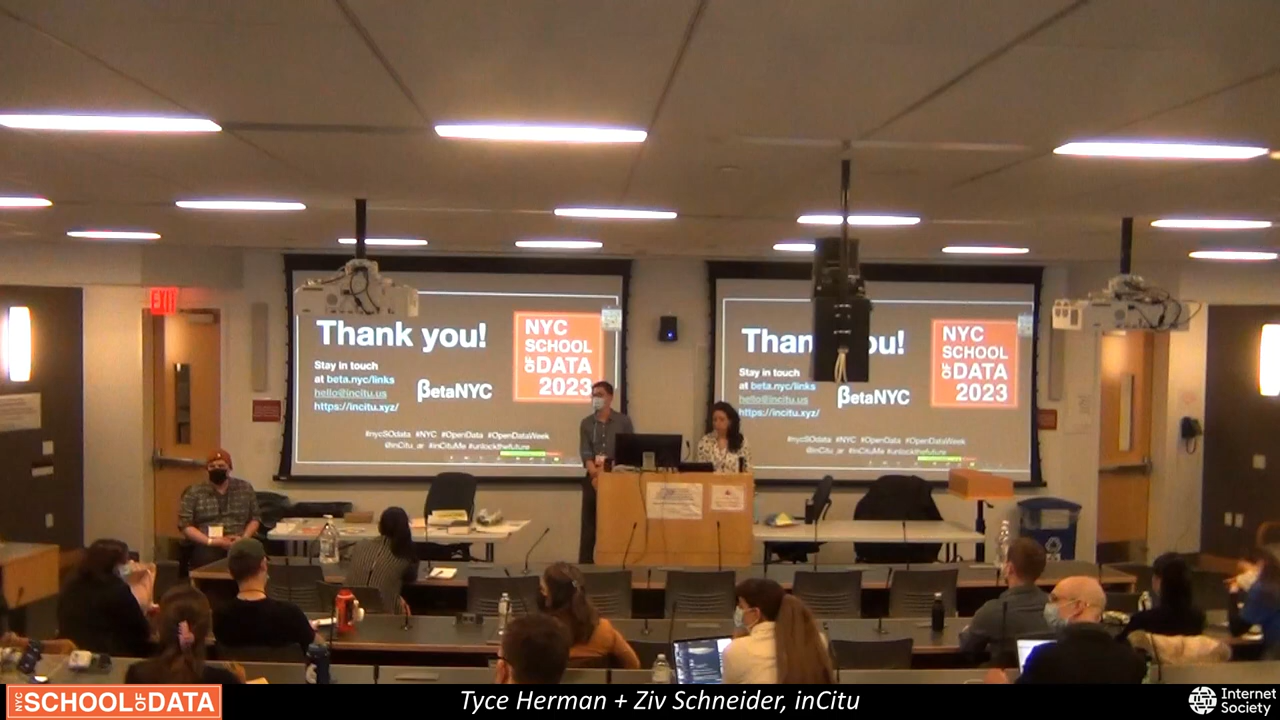 EXIT
Thank you!
Stay in touch
at beta.nyc/links
hello@incitu.us
https://incitu.xyz/
βetaNYC
NYC
SCHOOL
OF DATA
2023
#nycSOdata #NYC #OpenData #OpenDataWeek
@inCitu_ar #inCituMe #unlockthefuture
Than ou!
Stay in touch
at beta.nyc/links
hello@incitu.us
https://incitu.xyz/
βetaNYC
NYC
SCHOOL
OF DATA
2023
#nycSOdata #NYC #OpenData #OpenDataWeek
@inCitu_ar #inCituMe #unlockthefuture
NYC SCHOOL OF DATA
Tyce Herman + Ziv Schneider, inCitu
Internet
Society